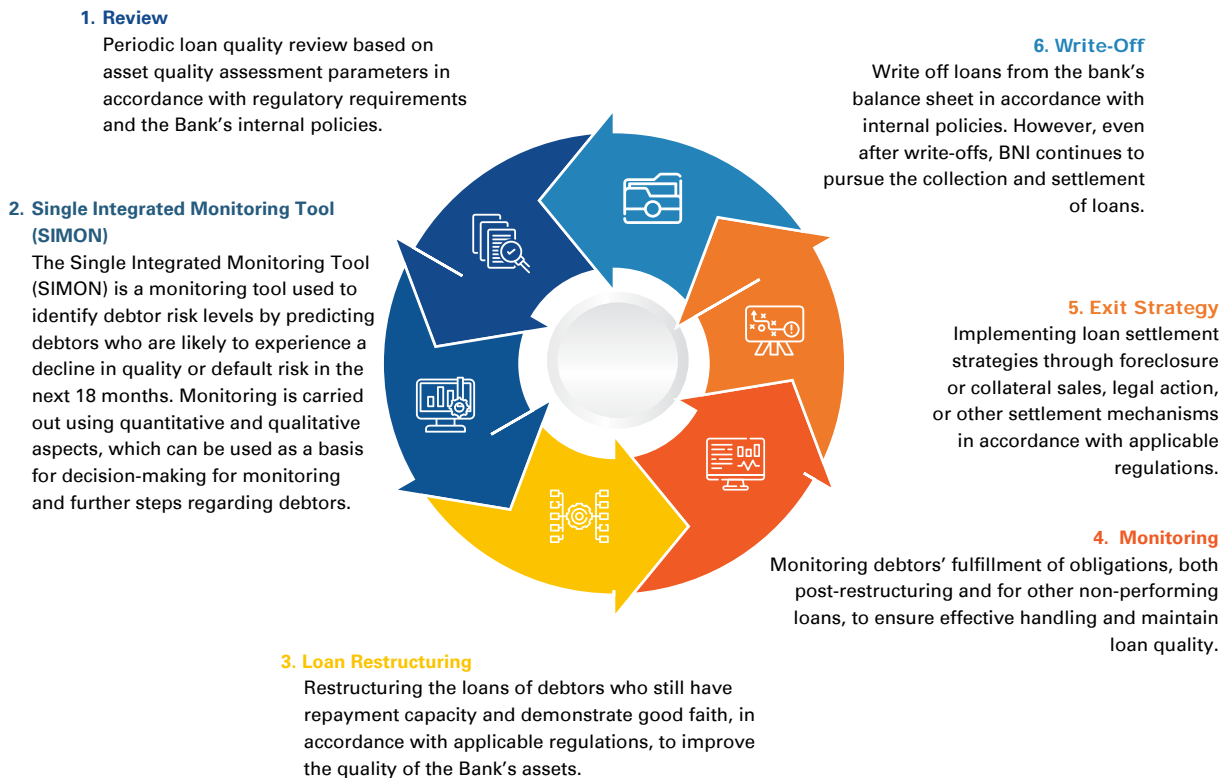 1. Review
Periodic loan quality review based on
asset quality assessment parameters in
accordance with regulatory requirements
and the Bank's internal policies.
2. Single Integrated Monitoring Tool
(SIMON)
The Single Integrated Monitoring Tool
(SIMON) is a monitoring tool used to
identify debtor risk levels by predicting
debtors who are likely to experience a
decline in quality or default risk in the
next 18 months. Monitoring is carried
out using quantitative and qualitative
aspects, which can be used as a basis
for decision-making for monitoring
and further steps regarding debtors.
3. Loan Restructuring
Restructuring the loans of debtors who still have
repayment capacity and demonstrate good faith, in
accordance with applicable regulations, to improve
the quality of the Bank's assets.
4. Monitoring
Monitoring debtors' fulfillment of obligations, both
post-restructuring and for other non-performing
loans, to ensure effective handling and maintain
loan quality.
5. Exit Strategy
Implementing loan settlement
strategies through foreclosure
or collateral sales, legal action,
or other settlement mechanisms
in accordance with applicable
regulations.
6. Write-Off
Write off loans from the bank's
balance sheet in accordance with
internal policies. However, even
after write-offs, BNI continues to
pursue the collection and settlement
of loans.